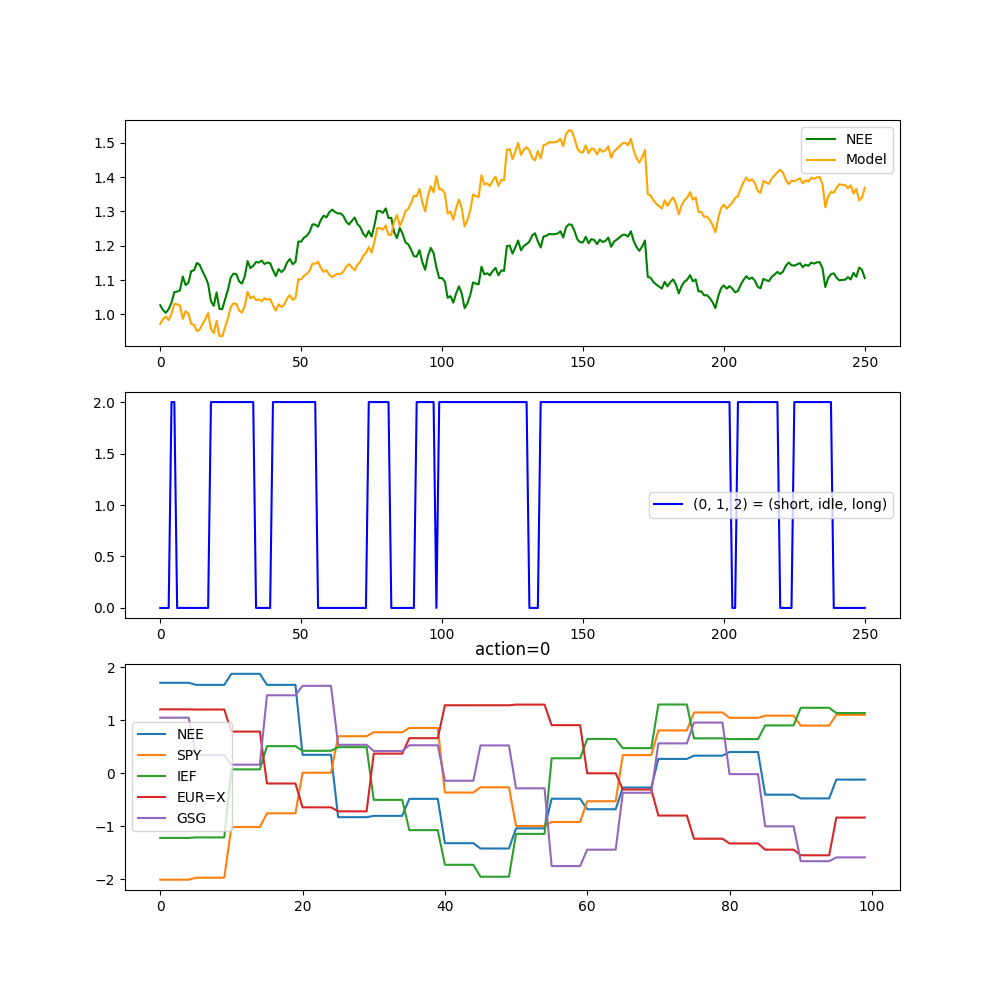 1.5
1.4
1.3
1.2
1.1
1.0
NEE
Model
0 50 100 150 200 250
2.0
1.5
1.0
0.5
0.0
(0, 1, 2) = (short, idle, long)
0 50 100 150 200 250
action=0
2
1
0
−1
−2
NEE
SPY
IEF
EUR=X
GSG
0 20 40 60 80 100